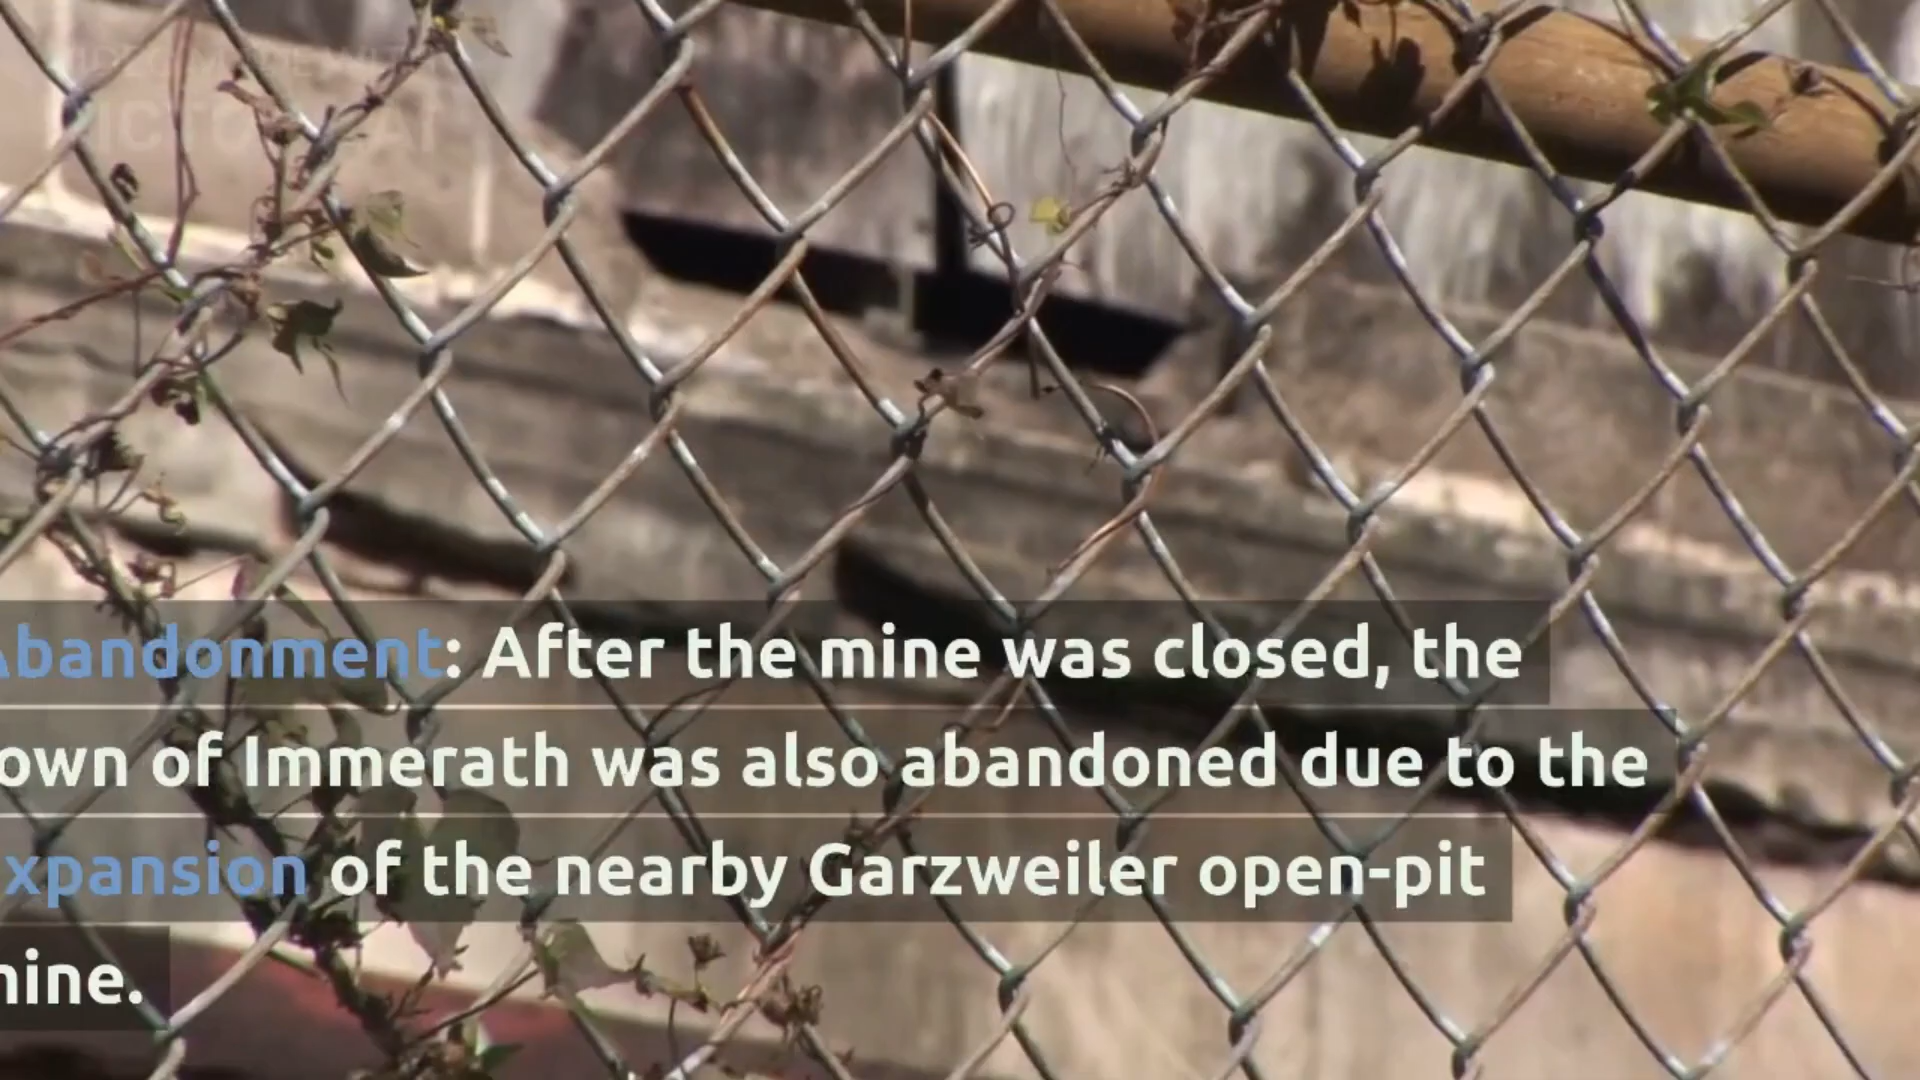 Abandonment: After the mine was closed, the
own of Immerath was also abandoned due to the
xpansion of the nearby Garzweiler open-pit
mine.